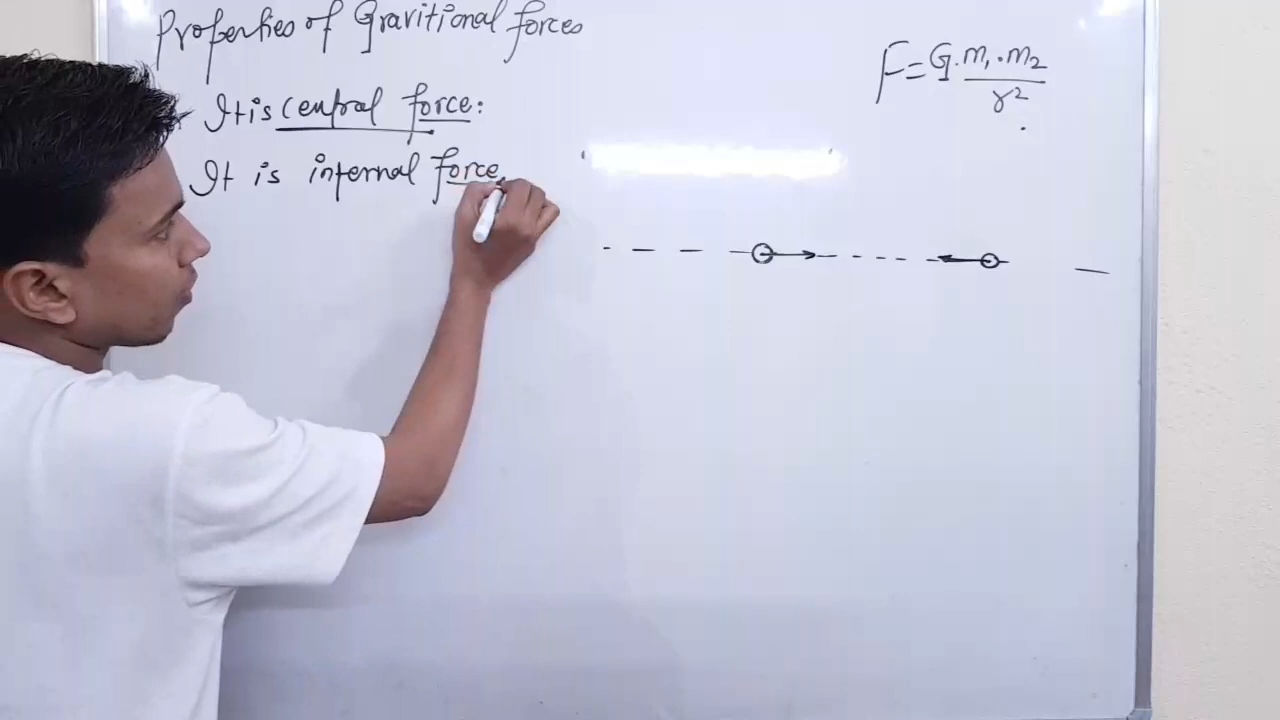 Properties of Gravitional forces
F = G.m₁.m₂
r²
It is central force:
It is internal force